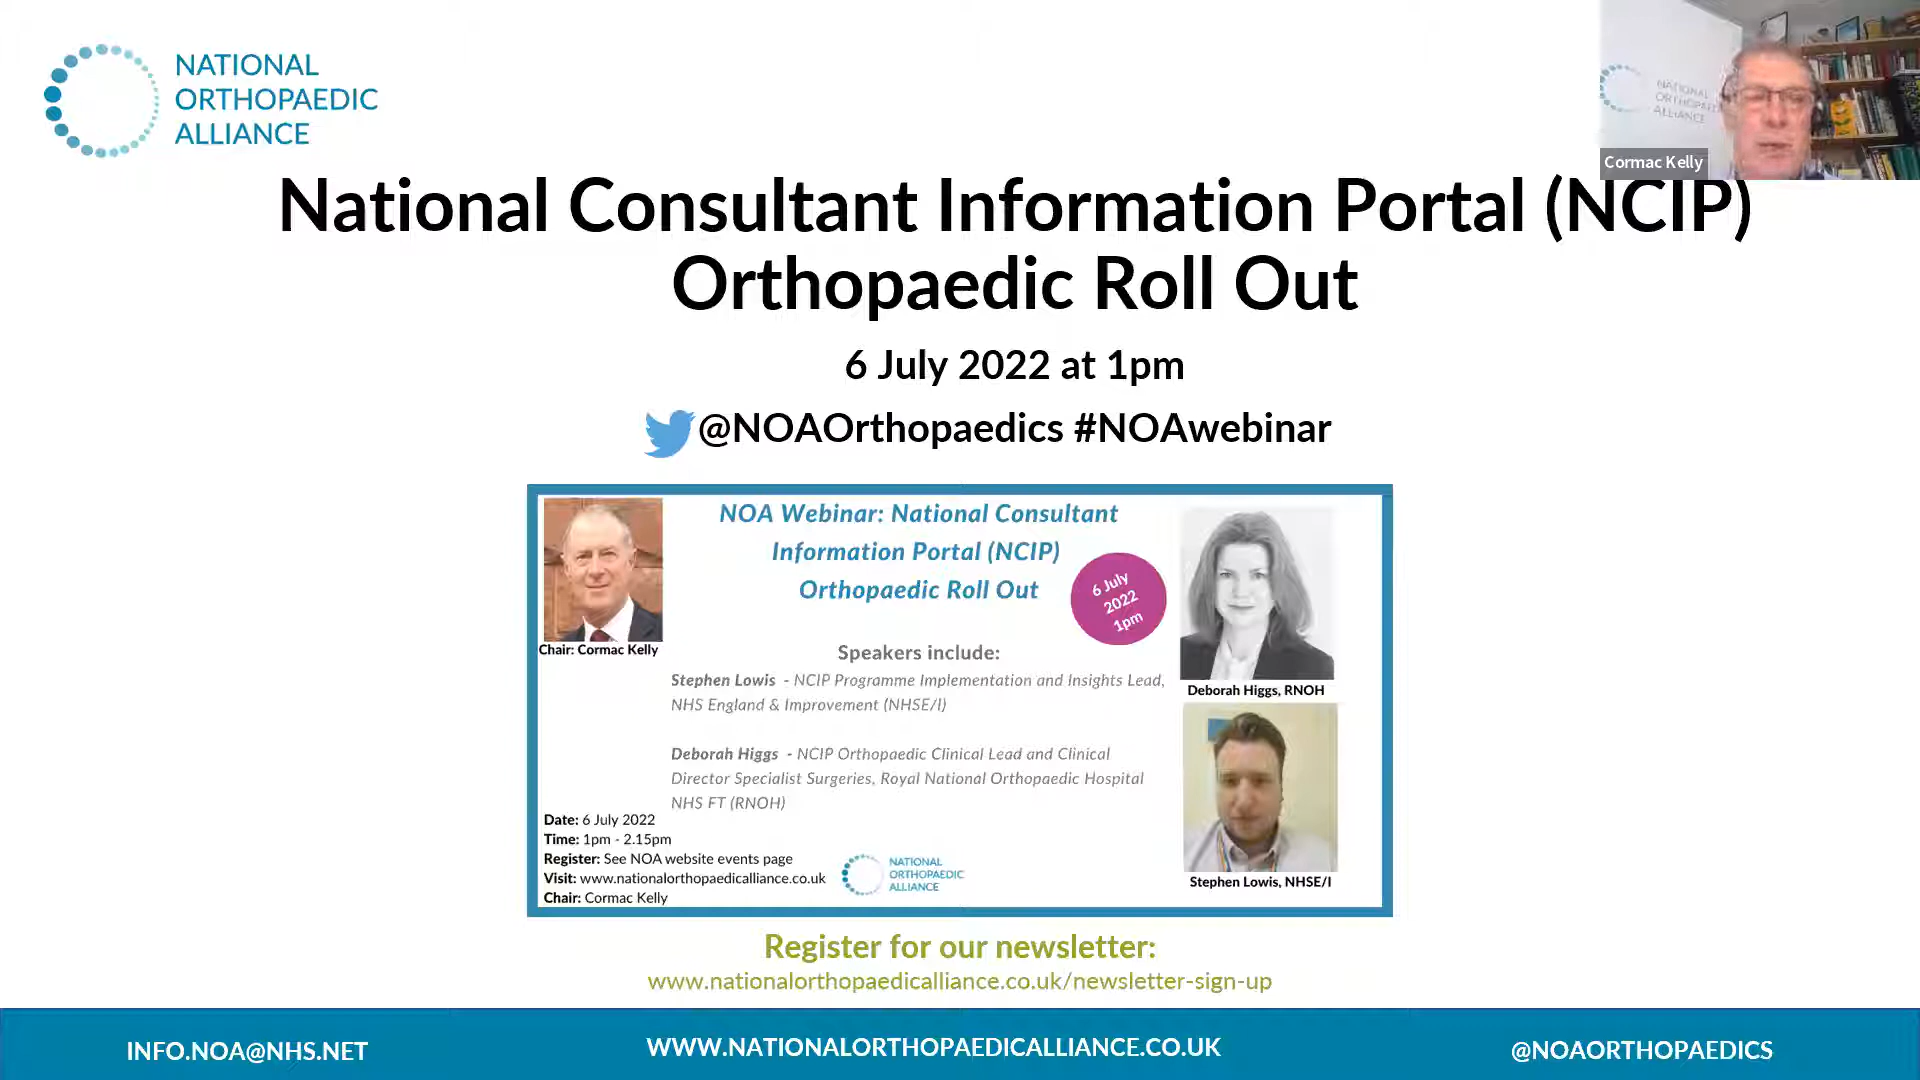 NATIONAL
ORTHOPAEDIC
ALLIANCE
NATIONAL
ORTHOPAEDIC
ALLIANCE
Cormac Kelly
National Consultant Information Portal (NCIP)
Orthopaedic Roll Out
6 July 2022 at 1pm
@NOAOrthopaedics #NOAwebinar
NOA Webinar: National Consultant
Information Portal (NCIP)
Orthopaedic Roll Out
6 July
2022
1pm
Chair: Cormac Kelly
Speakers include:
Stephen Lowis - NCIP Programme Implementation and Insights Lead,
NHS England & Improvement (NHSE/I)
Deborah Higgs, RNOH
Deborah Higgs - NCIP Orthopaedic Clinical Lead and Clinical
Director Specialist Surgeries, Royal National Orthopaedic Hospital
NHS FT (RNOH)
Date: 6 July 2022
Time: 1pm - 2.15pm
Register: See NOA website events page
Visit: www.nationalorthopaedicalliance.co.uk
Chair: Cormac Kelly
NATIONAL
ORTHOPAEDIC
ALLIANCE
Stephen Lowis, NHSE/I
Register for our newsletter:
www.nationalorthopaedicalliance.co.uk/newsletter-sign-up
INFO.NOA@NHS.NET
WWW.NATIONALORTHOPAEDICALLIANCE.CO.UK
@NOAORTHOPAEDICS